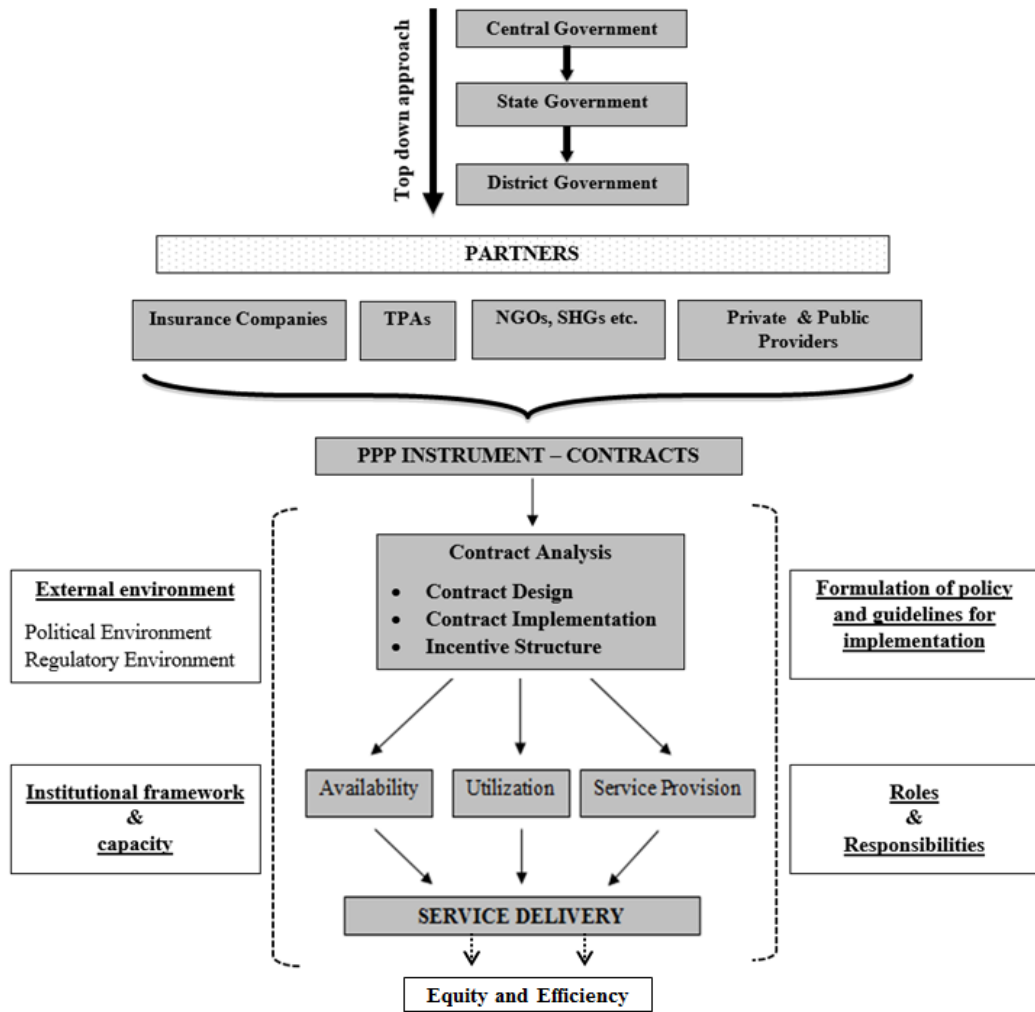 Top down approach
Central Government
State Government
District Government
PARTNERS
Insurance Companies
TPAs
NGOs, SHGs etc.
Private & Public
Providers
PPP INSTRUMENT – CONTRACTS
Contract Analysis
• Contract Design
• Contract Implementation
• Incentive Structure
External environment
Political Environment
Regulatory Environment
Formulation of policy
and guidelines for
implementation
Institutional framework
&
capacity
Availability
Utilization
Service Provision
Roles
&
Responsibilities
SERVICE DELIVERY
Equity and Efficiency